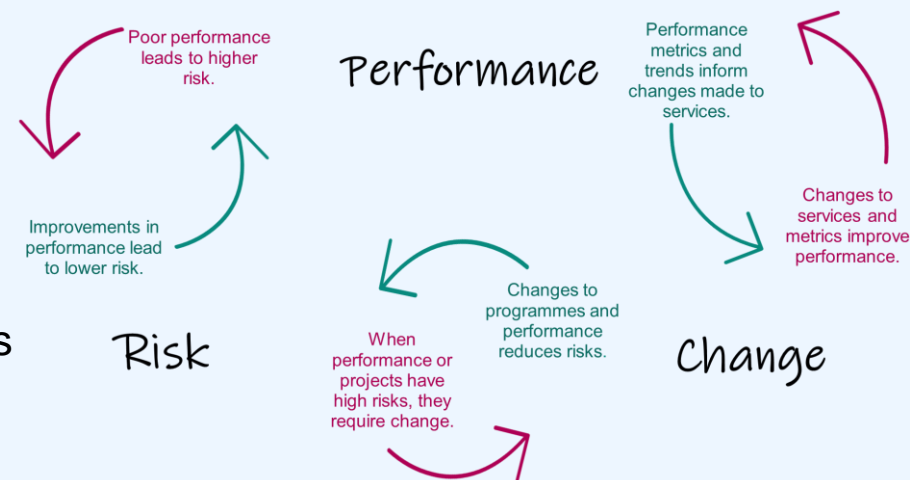 Poor performance
leads to higher
risk.
Performance
Performance
metrics and
trends inform
changes made to
services.
Changes to
services and
metrics improve
performance.
Improvements in
performance lead
to lower risk.
Changes to
programmes and
performance
reduces risks.
s
Risk
When
performance or
projects have
high risks, they
require change.
Change